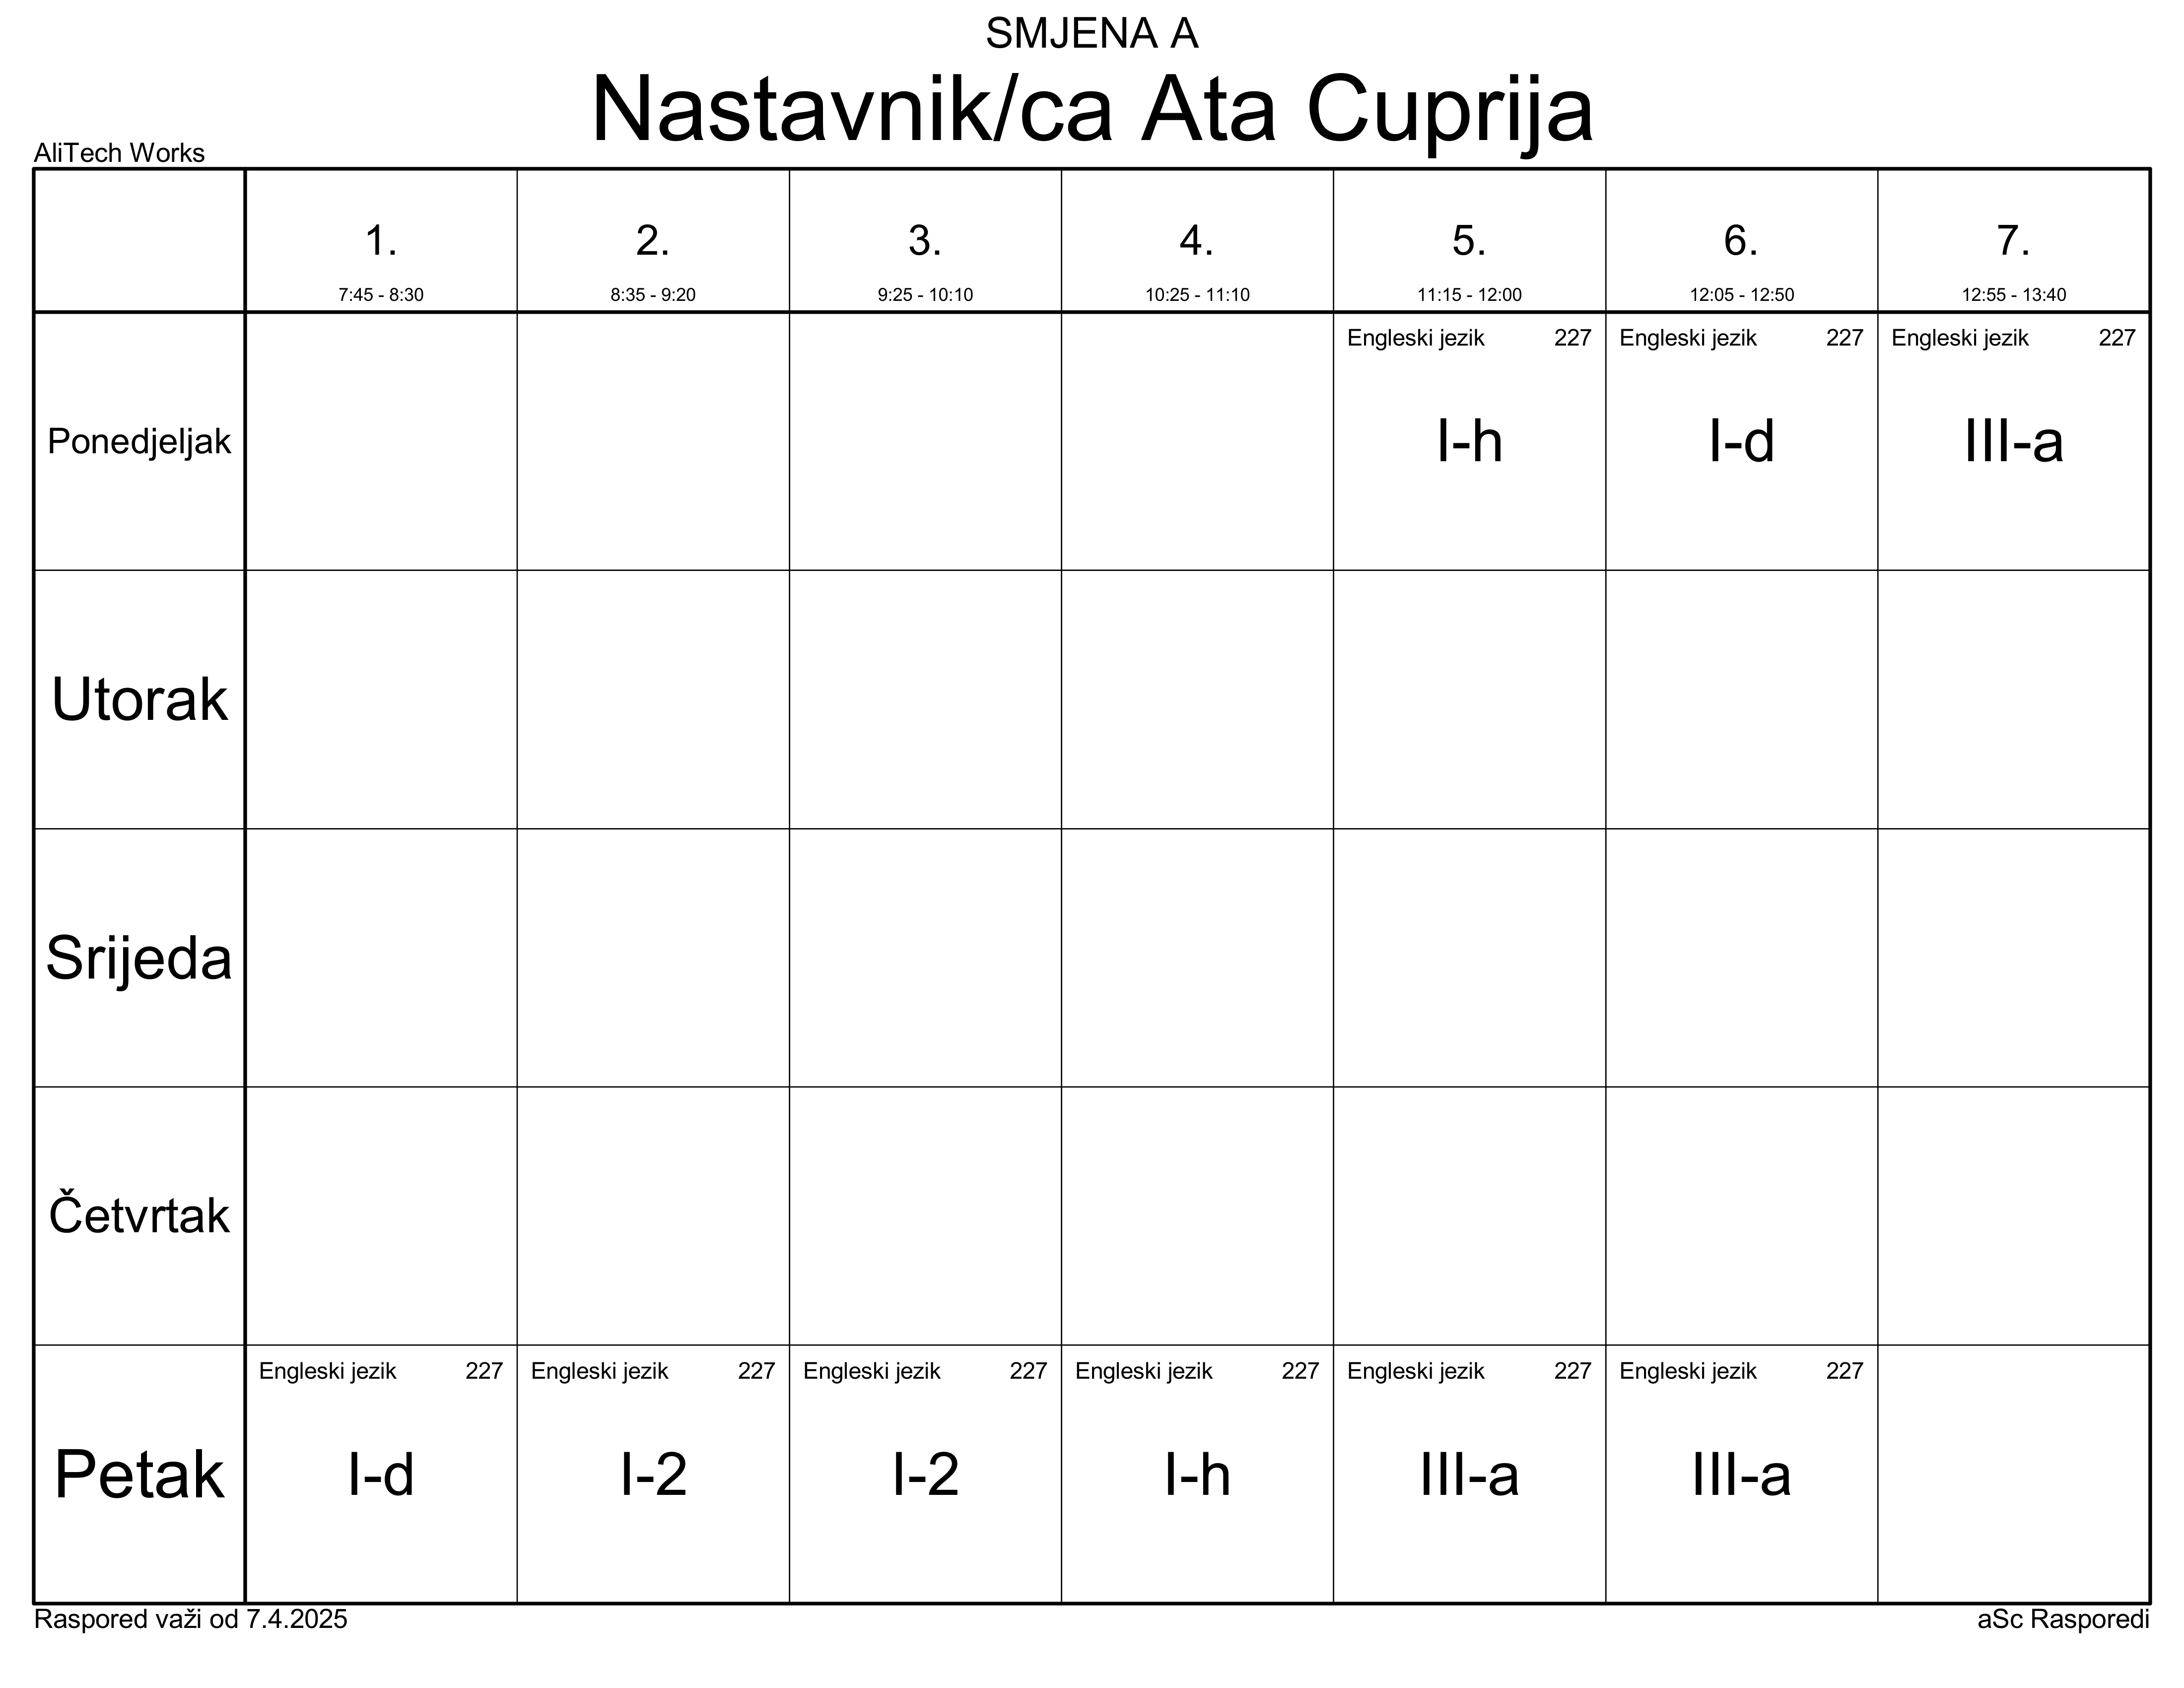 SMJENA A
Nastavnik/ca Ata Cuprija
AliTech Works
1. 2. 3. 4. 5. 6. 7.
7:45 - 8:30 8:35 - 9:20 9:25 - 10:10 10:25 - 11:10 11:15 - 12:00 12:05 - 12:50 12:55 - 13:40
Engleski jezik 227 Engleski jezik 227 Engleski jezik 227
Ponedjeljak I-h I-d III-a
Utorak
Srijeda
Četvrtak
Engleski jezik 227 Engleski jezik 227 Engleski jezik 227 Engleski jezik 227 Engleski jezik 227 Engleski jezik 227
Petak I-d I-2 I-2 I-h III-a III-a
Raspored važi od 7.4.2025 aSc Rasporedi